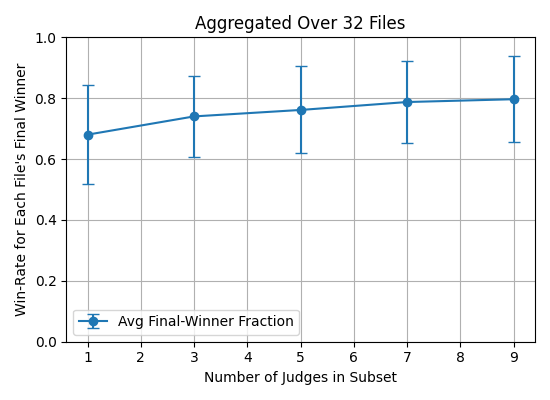 Aggregated Over 32 Files
Win-Rate for Each File's Final Winner
1.0
0.8
0.6
0.4
0.2
0.0
Avg Final-Winner Fraction
1 2 3 4 5 6 7 8 9
Number of Judges in Subset